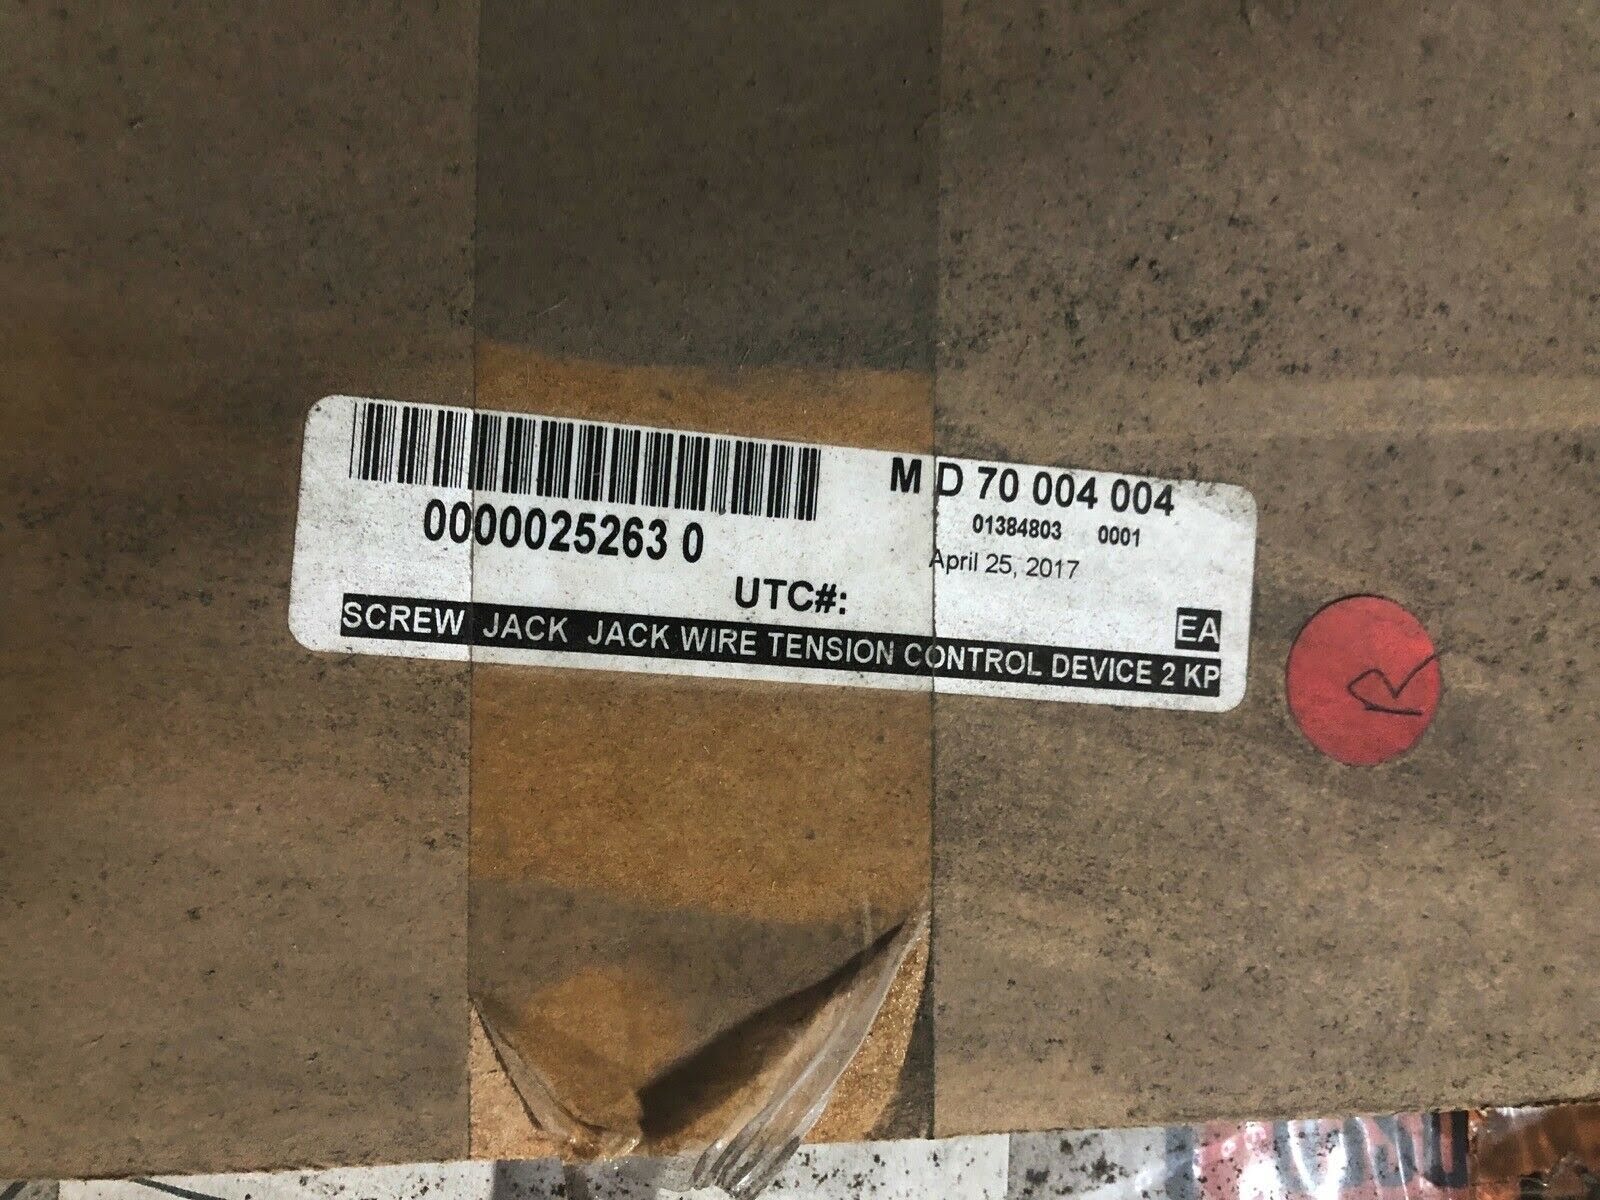 M D 70 004 004
0000025263 0
01384803 0001
April 25, 2017
UTC#:
EA
SCREW JACK JACK WIRE TENSION CONTROL DEVICE 2 KP
R